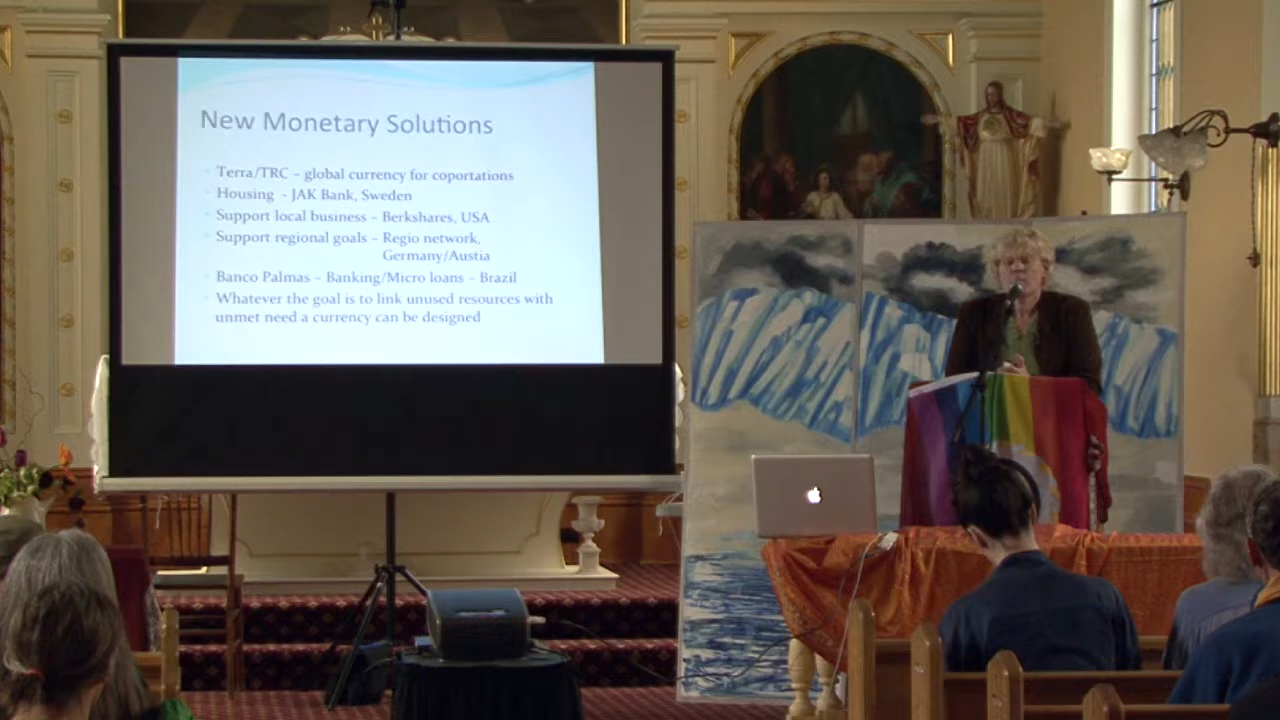 New Monetary Solutions
Terra/TRC – global currency for coportations
Housing – JAK Bank, Sweden
Support local business – Berkshares, USA
Support regional goals – Regio network,
Germany/Austia
Banco Palmas – Banking/Micro loans – Brazil
Whatever the goal is to link unused resources with
unmet need a currency can be designed